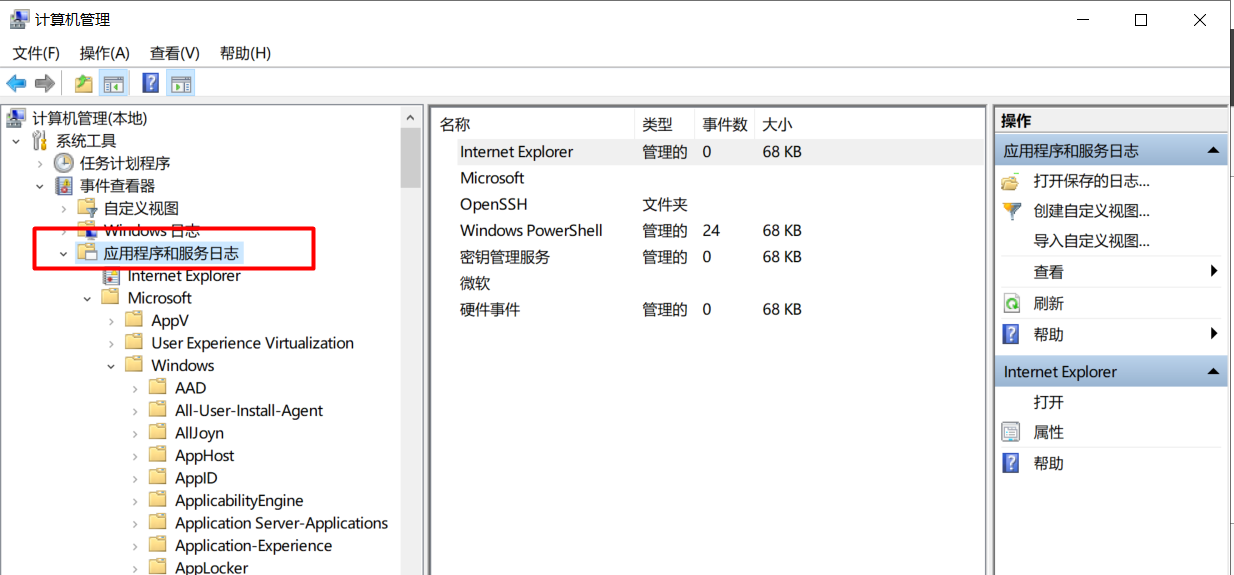 计算机管理
文件(F) 操作(A) 查看(V) 帮助(H)
计算机管理(本地)
系统工具
任务计划程序
事件查看器
自定义视图
Windows 日志
应用程序和服务日志
Internet Explorer
Microsoft
AppV
User Experience Virtualization
Windows
AAD
All-User-Install-Agent
AllJoyn
AppHost
AppID
ApplicabilityEngine
Application Server-Applications
Application-Experience
AppLocker
名称 类型 事件数 大小
Internet Explorer 管理的 0 68 KB
Microsoft
OpenSSH 文件夹
Windows PowerShell 管理的 24 68 KB
密钥管理服务 管理的 0 68 KB
微软
硬件事件 管理的 0 68 KB
操作
应用程序和服务日志
打开保存的日志...
创建自定义视图...
导入自定义视图...
查看
刷新
帮助
Internet Explorer
打开
属性
帮助